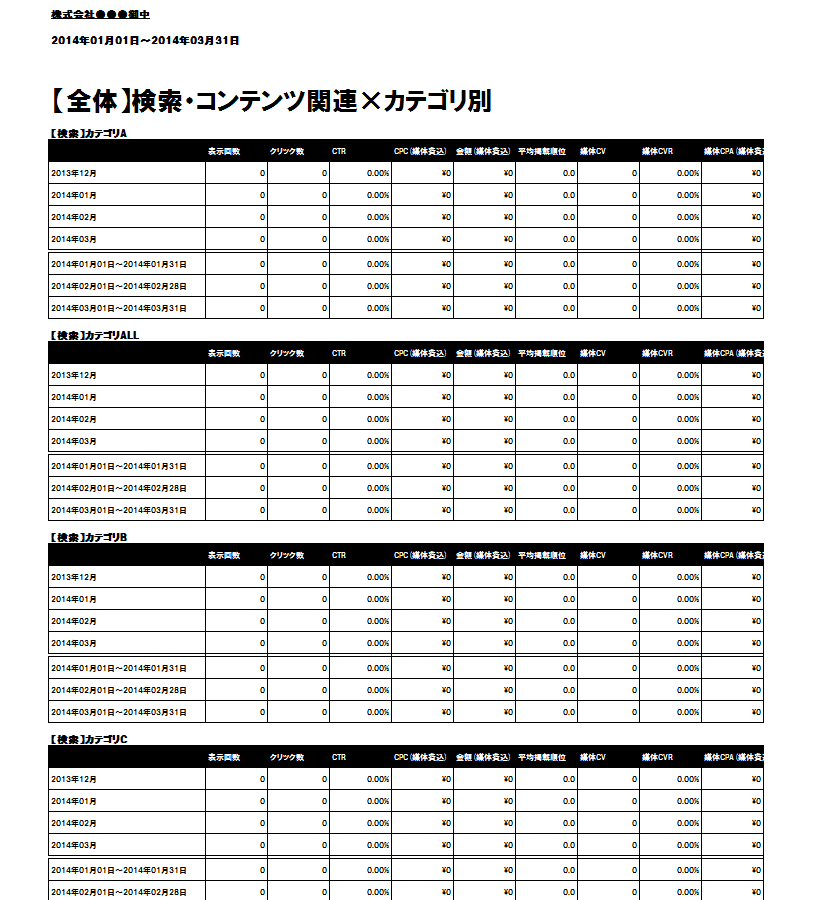 株式会社●●●御中
2014年01月01日～2014年03月31日
【全体】検索・コンテンツ関連×カテゴリ別
【検索】カテゴリA
表示回数 クリック数 CTR CPC(媒体費込) 金額(媒体費込) 平均掲載順位 媒体CV 媒体CVR 媒体CPA(媒体費込
2013年12月 0 0 0.00% ¥0 ¥0 0.0 0 0.00% ¥0
2014年01月 0 0 0.00% ¥0 ¥0 0.0 0 0.00% ¥0
2014年02月 0 0 0.00% ¥0 ¥0 0.0 0 0.00% ¥0
2014年03月 0 0 0.00% ¥0 ¥0 0.0 0 0.00% ¥0
2014年01月01日～2014年01月31日 0 0 0.00% ¥0 ¥0 0.0 0 0.00% ¥0
2014年02月01日～2014年02月28日 0 0 0.00% ¥0 ¥0 0.0 0 0.00% ¥0
2014年03月01日～2014年03月31日 0 0 0.00% ¥0 ¥0 0.0 0 0.00% ¥0
【検索】カテゴリALL
表示回数 クリック数 CTR CPC(媒体費込) 金額(媒体費込) 平均掲載順位 媒体CV 媒体CVR 媒体CPA(媒体費込
2013年12月 0 0 0.00% ¥0 ¥0 0.0 0 0.00% ¥0
2014年01月 0 0 0.00% ¥0 ¥0 0.0 0 0.00% ¥0
2014年02月 0 0 0.00% ¥0 ¥0 0.0 0 0.00% ¥0
2014年03月 0 0 0.00% ¥0 ¥0 0.0 0 0.00% ¥0
2014年01月01日～2014年01月31日 0 0 0.00% ¥0 ¥0 0.0 0 0.00% ¥0
2014年02月01日～2014年02月28日 0 0 0.00% ¥0 ¥0 0.0 0 0.00% ¥0
2014年03月01日～2014年03月31日 0 0 0.00% ¥0 ¥0 0.0 0 0.00% ¥0
【検索】カテゴリB
表示回数 クリック数 CTR CPC(媒体費込) 金額(媒体費込) 平均掲載順位 媒体CV 媒体CVR 媒体CPA(媒体費込
2013年12月 0 0 0.00% ¥0 ¥0 0.0 0 0.00% ¥0
2014年01月 0 0 0.00% ¥0 ¥0 0.0 0 0.00% ¥0
2014年02月 0 0 0.00% ¥0 ¥0 0.0 0 0.00% ¥0
2014年03月 0 0 0.00% ¥0 ¥0 0.0 0 0.00% ¥0
2014年01月01日～2014年01月31日 0 0 0.00% ¥0 ¥0 0.0 0 0.00% ¥0
2014年02月01日～2014年02月28日 0 0 0.00% ¥0 ¥0 0.0 0 0.00% ¥0
2014年03月01日～2014年03月31日 0 0 0.00% ¥0 ¥0 0.0 0 0.00% ¥0
【検索】カテゴリC
表示回数 クリック数 CTR CPC(媒体費込) 金額(媒体費込) 平均掲載順位 媒体CV 媒体CVR 媒体CPA(媒体費込
2013年12月 0 0 0.00% ¥0 ¥0 0.0 0 0.00% ¥0
2014年01月 0 0 0.00% ¥0 ¥0 0.0 0 0.00% ¥0
2014年02月 0 0 0.00% ¥0 ¥0 0.0 0 0.00% ¥0
2014年03月 0 0 0.00% ¥0 ¥0 0.0 0 0.00% ¥0
2014年01月01日～2014年01月31日 0 0 0.00% ¥0 ¥0 0.0 0 0.00% ¥0
2014年02月01日～2014年02月28日 0 0 0.00% ¥0 ¥0 0.0 0 0.00% ¥0